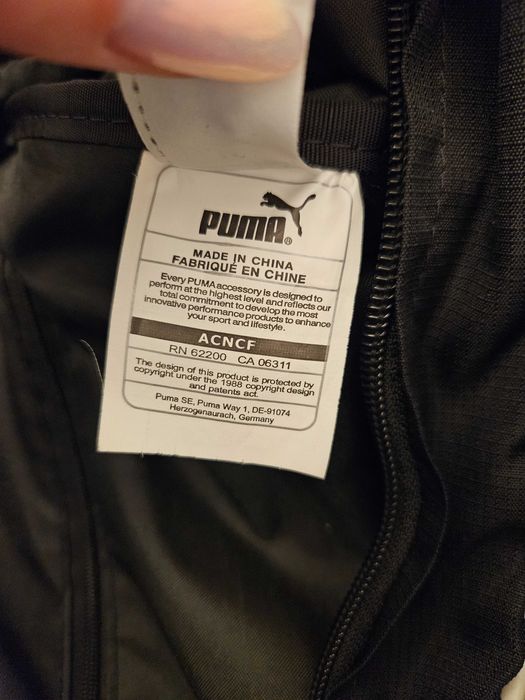 PUMA®
MADE IN CHINA
FABRIQUÉ EN CHINE
Every PUMA accessory is designed to
perform at the highest level and reflects our
total commitment to develop the most
innovative performance products to enhance
your sport and lifestyle.
ACNCF
RN 62200 CA 06311
The design of this product is protected by
copyright under the 1988 copyright design
and patents act.
Puma SE, Puma Way 1, DE-91074
Herzogenaurach, Germany